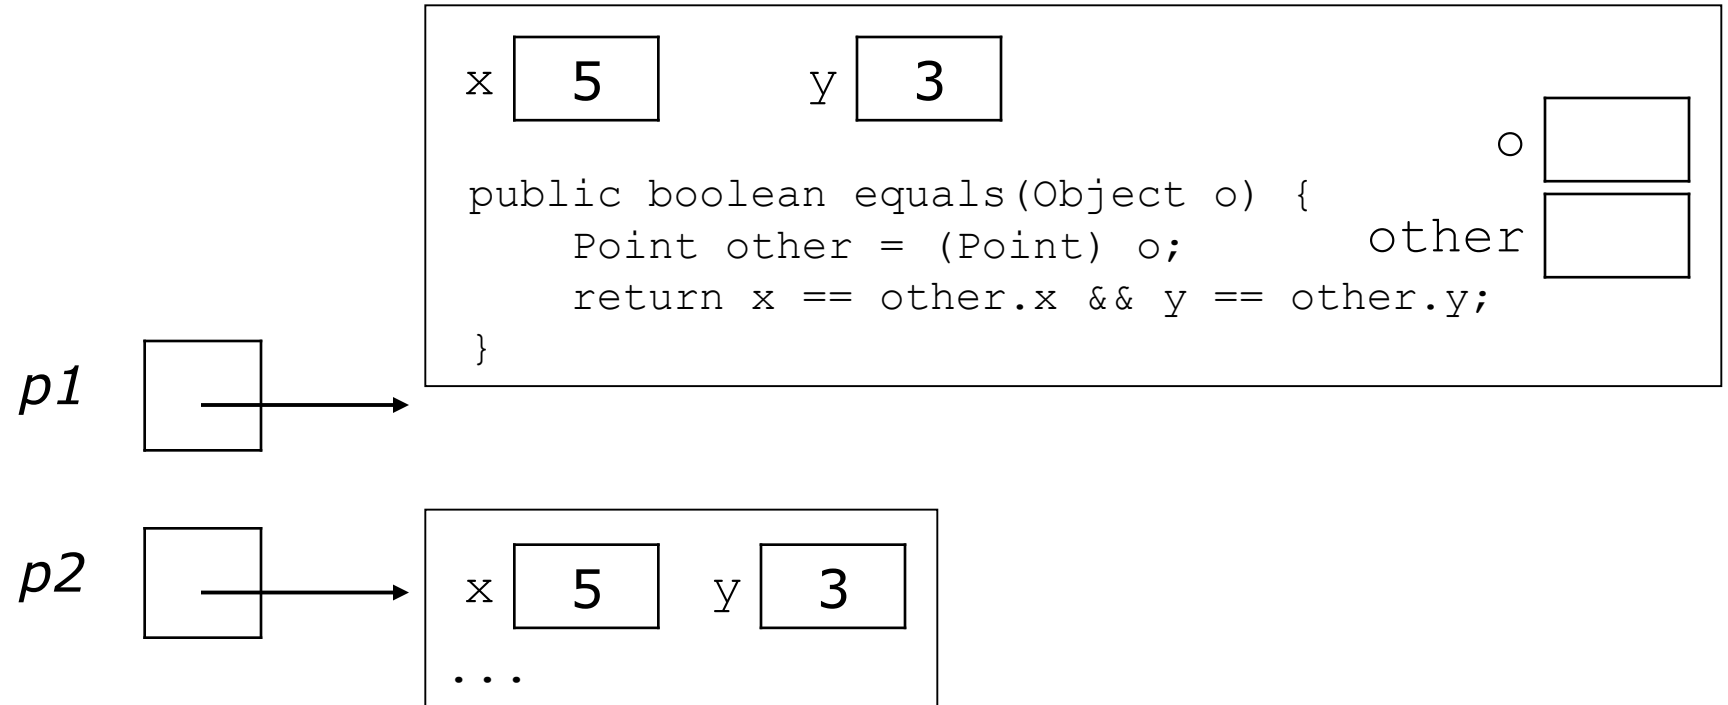 x 5 y 3
o
public boolean equals(Object o) {
other
    Point other = (Point) o;
    return x == other.x && y == other.y;
}
p1
p2
x 5 y 3
...